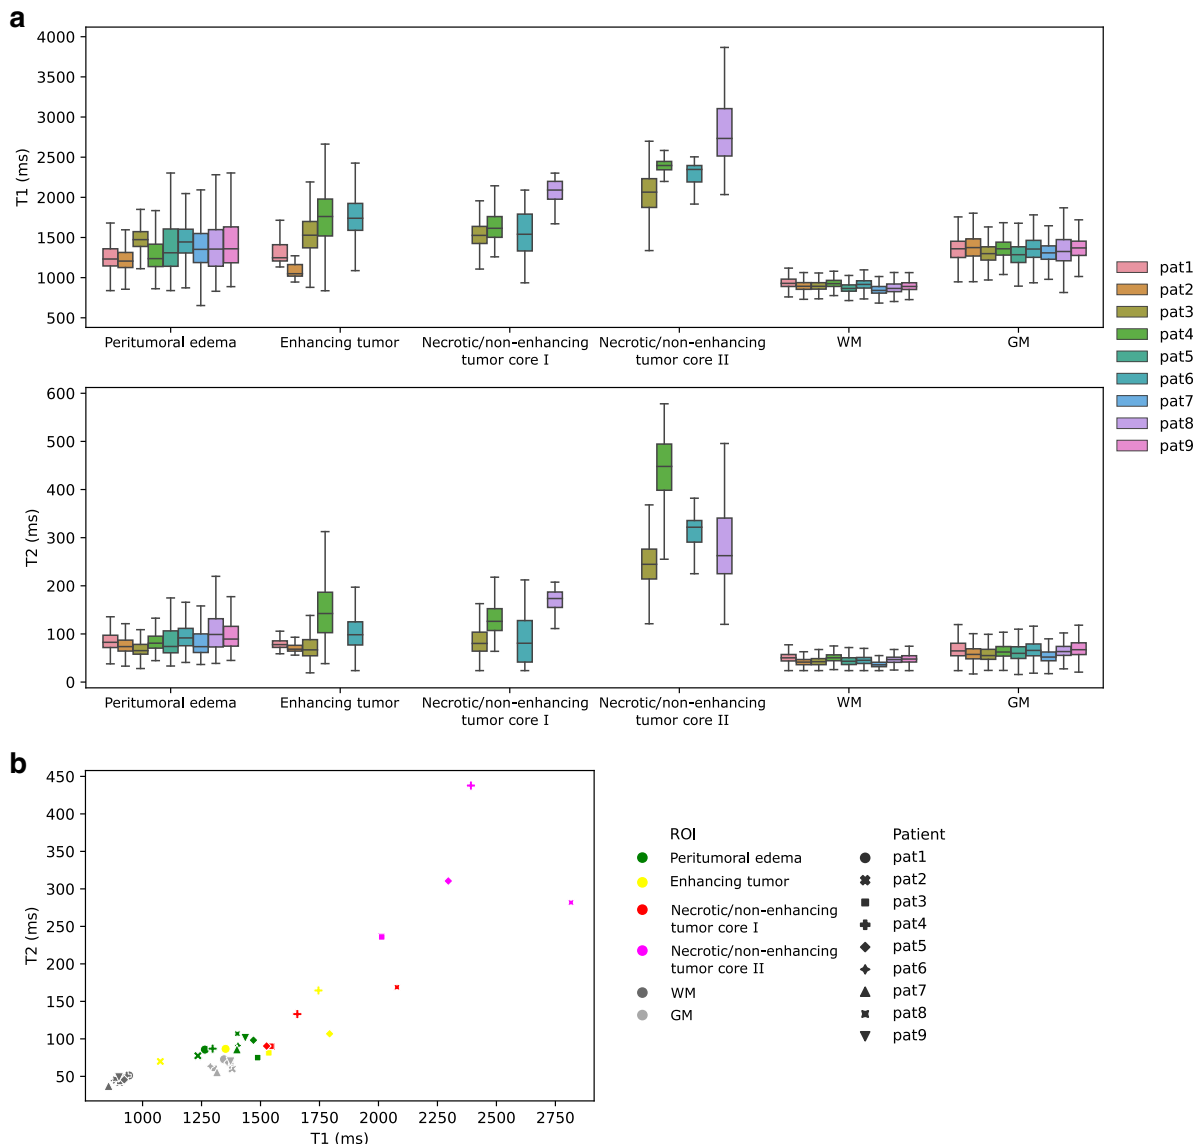 a
4000
3500
3000
2500
2000
1500
1000
500
T1 (ms)
Peritumoral edema
Enhancing tumor
Necrotic/non-enhancing
tumor core I
Necrotic/non-enhancing
tumor core II
WM
GM
pat1
pat2
pat3
pat4
pat5
pat6
pat7
pat8
pat9
600
500
400
300
200
100
0
T2 (ms)
Peritumoral edema
Enhancing tumor
Necrotic/non-enhancing
tumor core I
Necrotic/non-enhancing
tumor core II
WM
GM
b
450
400
350
300
250
200
150
100
50
T2 (ms)
1000
1250
1500
1750
2000
2250
2500
2750
T1 (ms)
ROI
Peritumoral edema
Enhancing tumor
Necrotic/non-enhancing
tumor core I
Necrotic/non-enhancing
tumor core II
WM
GM
Patient
pat1
pat2
pat3
pat4
pat5
pat6
pat7
pat8
pat9